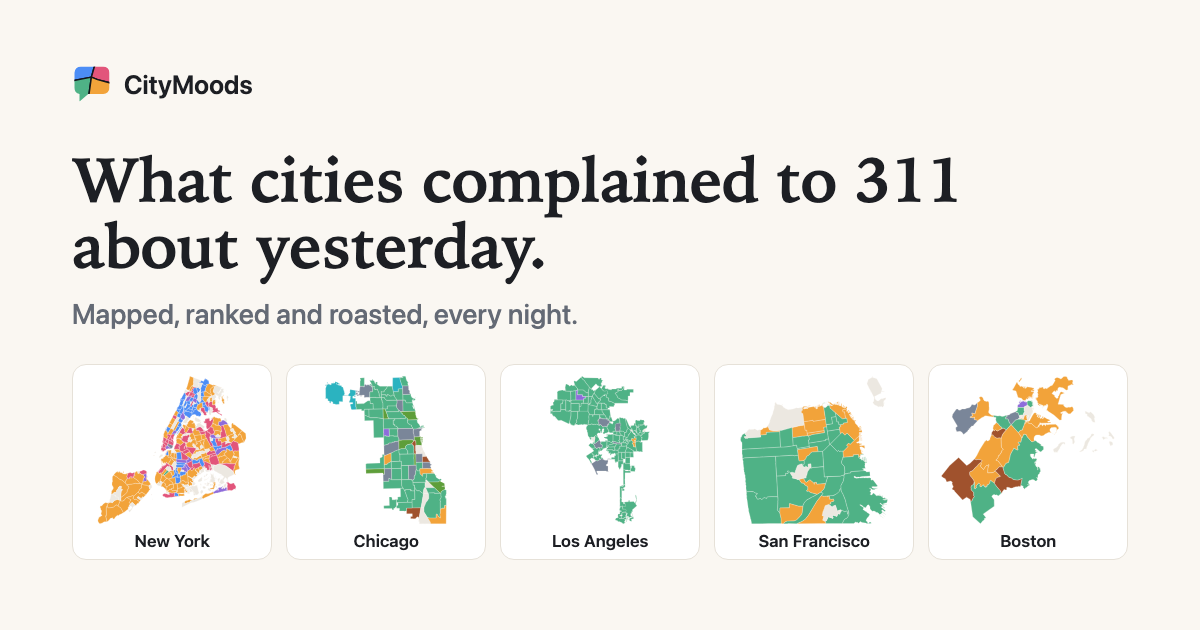 CityMoods
What cities complained to 311
about yesterday.
Mapped, ranked and roasted, every night.
New York
Chicago
Los Angeles
San Francisco
Boston